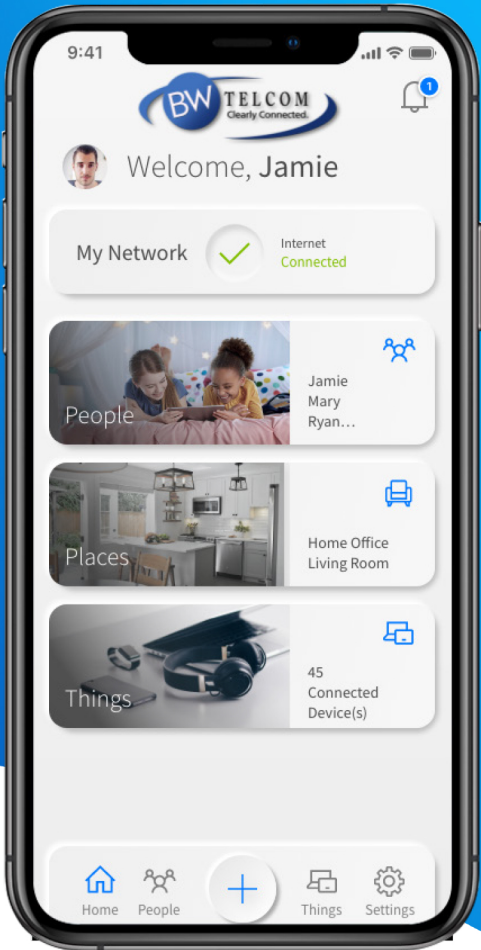 9:41
BW TELCOM
Clearly Connected.
1
Welcome, Jamie
My Network
Internet
Connected
People
Jamie
Mary
Ryan...
Places
Home Office
Living Room
Things
45
Connected
Device(s)
Home People Things Settings